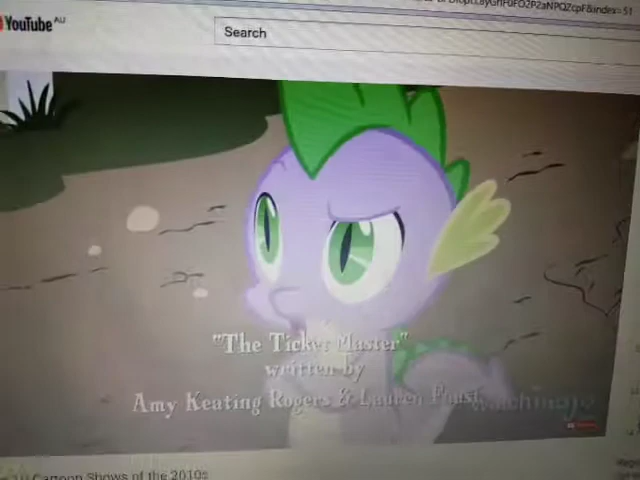 YouTube AU
Search
"The Ticket Master"
written by
Amy Keating Rogers & Lauren Faust
Cartoon Shows of the 2010s